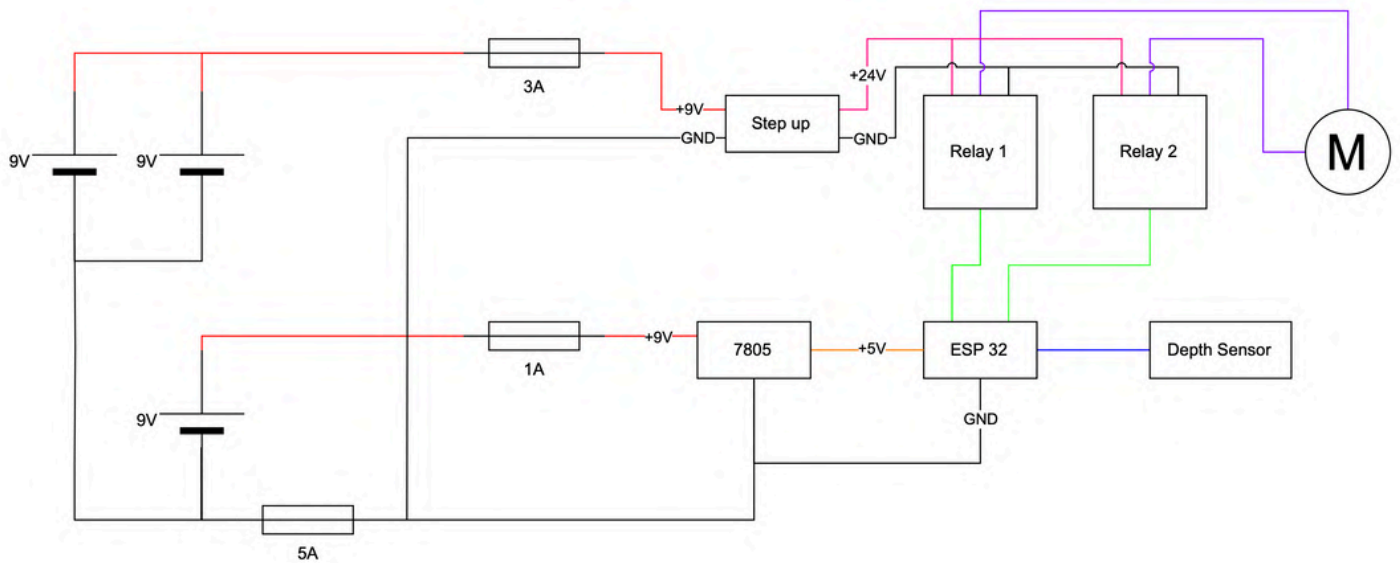 3A
+24V
+9V
GND
Step up
GND
9V
9V
Relay 1
Relay 2
M
+9V
7805
+5V
ESP 32
Depth Sensor
1A
9V
GND
5A